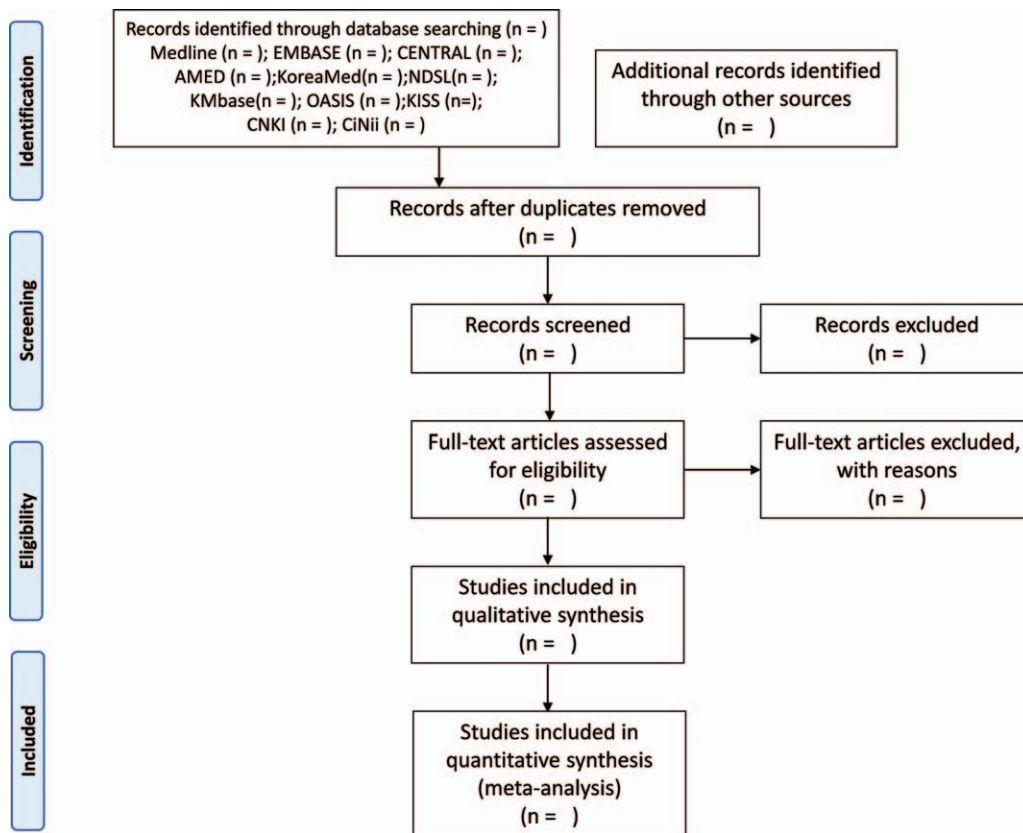 Identification
Records identified through database searching (n = )
Medline (n = ); EMBASE (n = ); CENTRAL (n = );
AMED (n = );KoreaMed(n = );NDSL(n = );
KMbase(n = ); OASIS (n = );KISS (n=);
CNKI (n = ); CiNii (n = )
Additional records identified
through other sources
(n =   )
Records after duplicates removed
(n =   )
Screening
Records screened
(n =   )
Records excluded
(n =   )
Eligibility
Full-text articles assessed
for eligibility
(n =   )
Full-text articles excluded,
with reasons
(n =   )
Studies included in
qualitative synthesis
(n =   )
Included
Studies included in
quantitative synthesis
(meta-analysis)
(n =   )